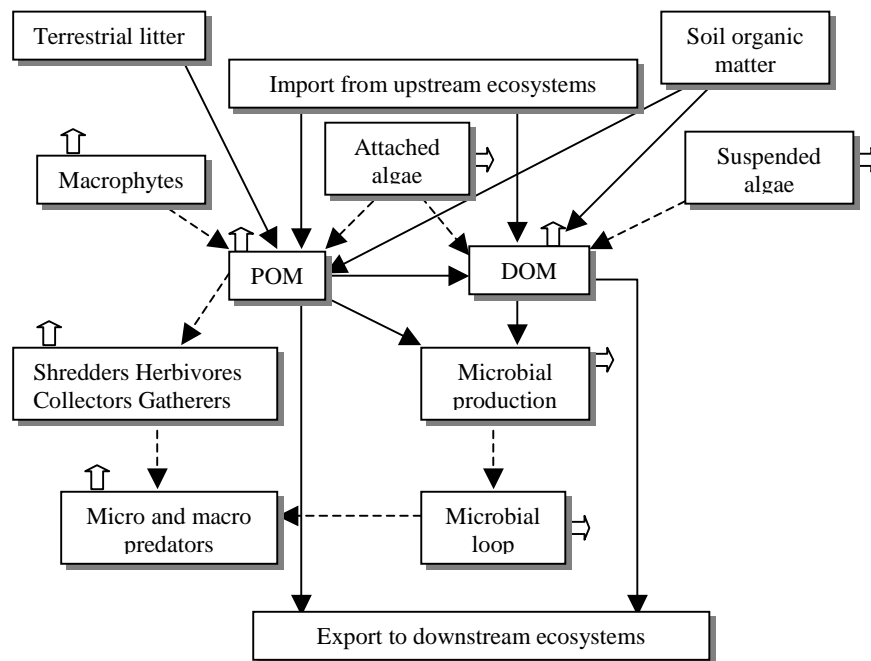 Terrestrial litter
Soil organic
matter
Import from upstream ecosystems
Attached
algae
Suspended
algae
Macrophytes
POM
DOM
Shredders Herbivores
Collectors Gatherers
Microbial
production
Micro and macro
predators
Microbial
loop
Export to downstream ecosystems